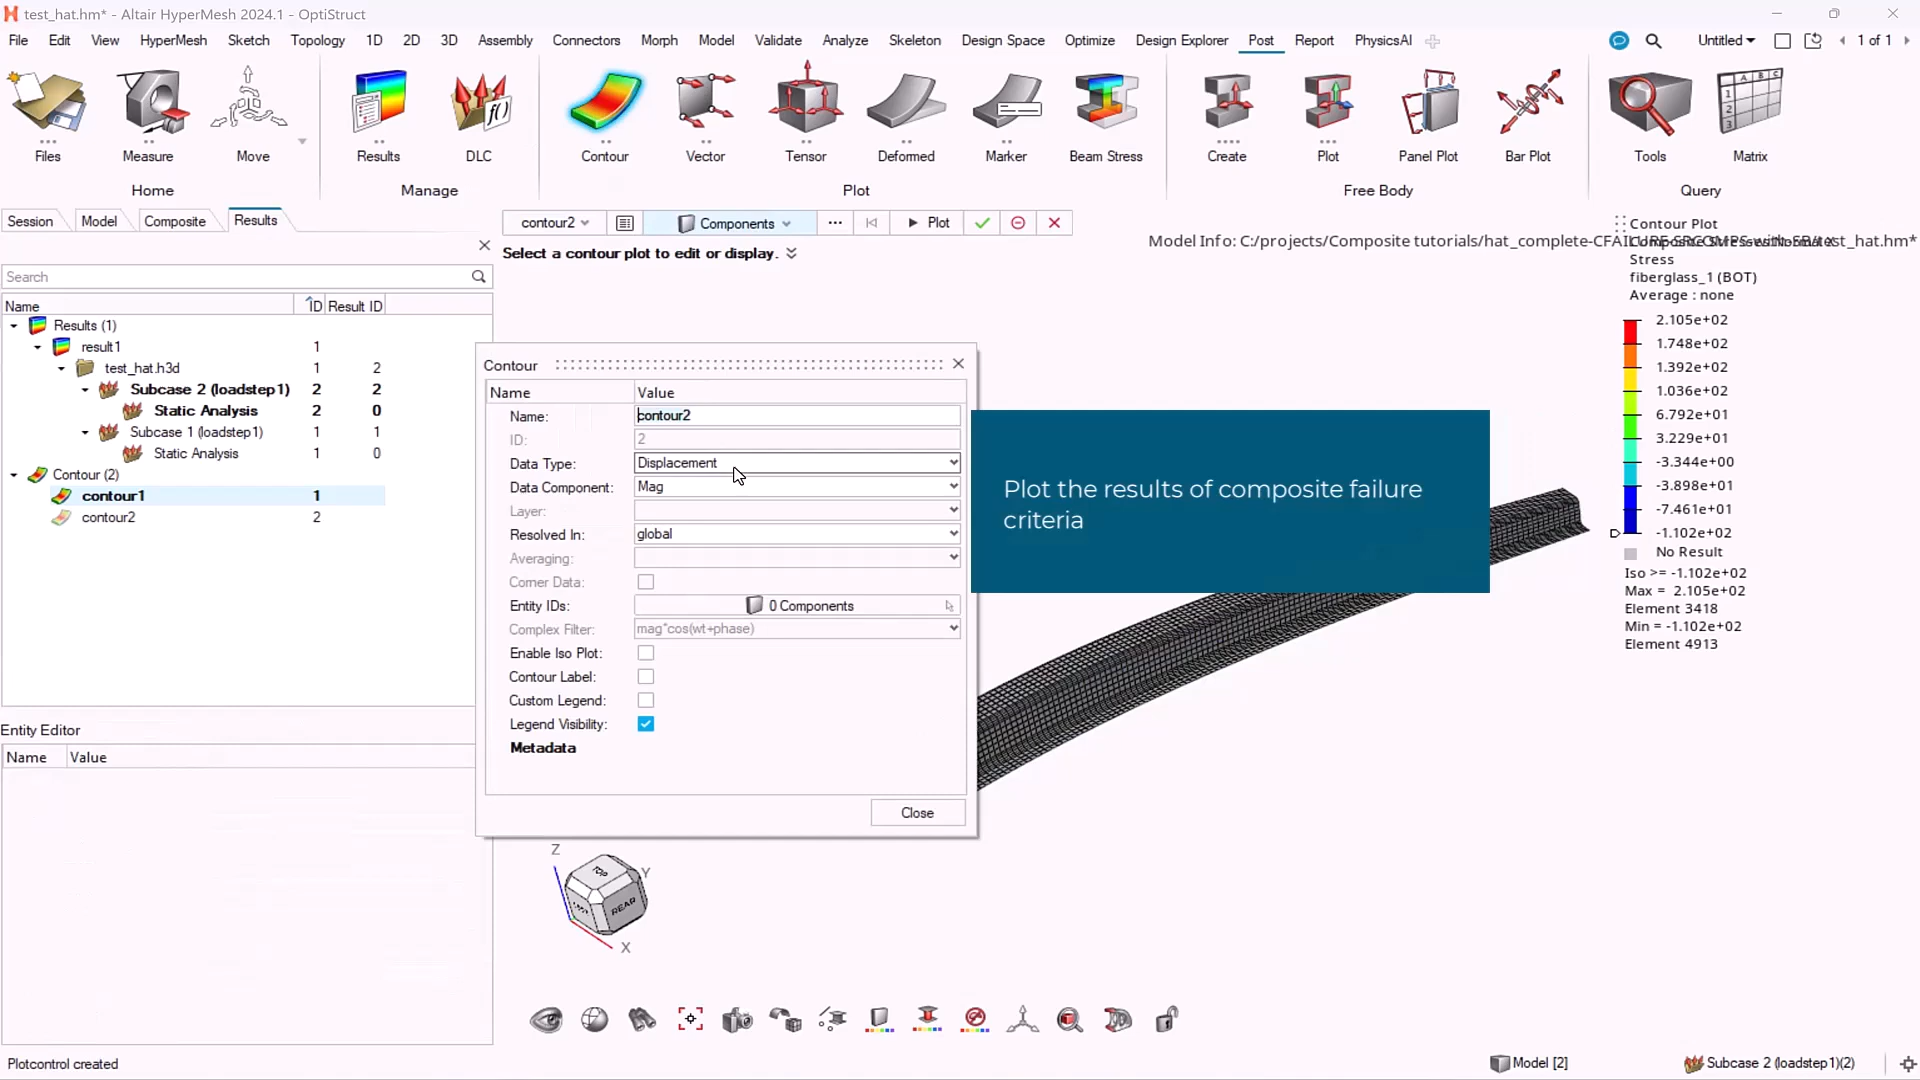 test_hat.hm* - Altair HyperMesh 2024.1 - OptiStruct
File Edit View HyperMesh Sketch Topology 1D 2D 3D Assembly Connectors Morph Model Validate Analyze Skeleton Design Space Optimize Design Explorer Post Report PhysicsAI Untitled 1 of 1
Files Measure Move Results DLC Contour Vector Tensor Deformed Marker Beam Stress Create Plot Panel Plot Bar Plot Tools Matrix
Home Manage Plot Free Body Query
Session Model Composite Results
contour2 Components ... Plot
Select a contour plot to edit or display.
Model Info: C:/projects/Composite tutorials/hat_complete-CFAILURE-SRCOMPS-with-SB/test_hat.hm*
Contour Plot
Stress
fiberglass_1 (BOT)
Average : none
2.105e+02
1.748e+02
1.392e+02
1.036e+02
6.792e+01
3.229e+01
-3.344e+00
-3.898e+01
-7.461e+01
-1.102e+02
No Result
Iso >= -1.102e+02
Max = 2.105e+02
Element 3418
Min = -1.102e+02
Element 4913
Search
Name ID Result ID
Results (1)
result1 1
test_hat.h3d 1 2
Subcase 2 (loadstep1) 2 2
Static Analysis 2 0
Subcase 1 (loadstep1) 1 1
Static Analysis 1 0
Contour (2)
contour1 1
contour2 2
Entity Editor
Name Value
Contour
Name Value
Name: contour2
ID: 2
Data Type: Displacement
Data Component: Mag
Layer:
Resolved In: global
Averaging:
Corner Data:
Entity IDs: 0 Components
Complex Filter: mag*cos(wt+phase)
Enable Iso Plot:
Contour Label:
Custom Legend:
Legend Visibility:
Metadata
Close
Plot the results of composite failure
criteria
Z
Y
X
TOP
REAR
Plotcontrol created
Model [2]
Subcase 2 (loadstep1)(2)